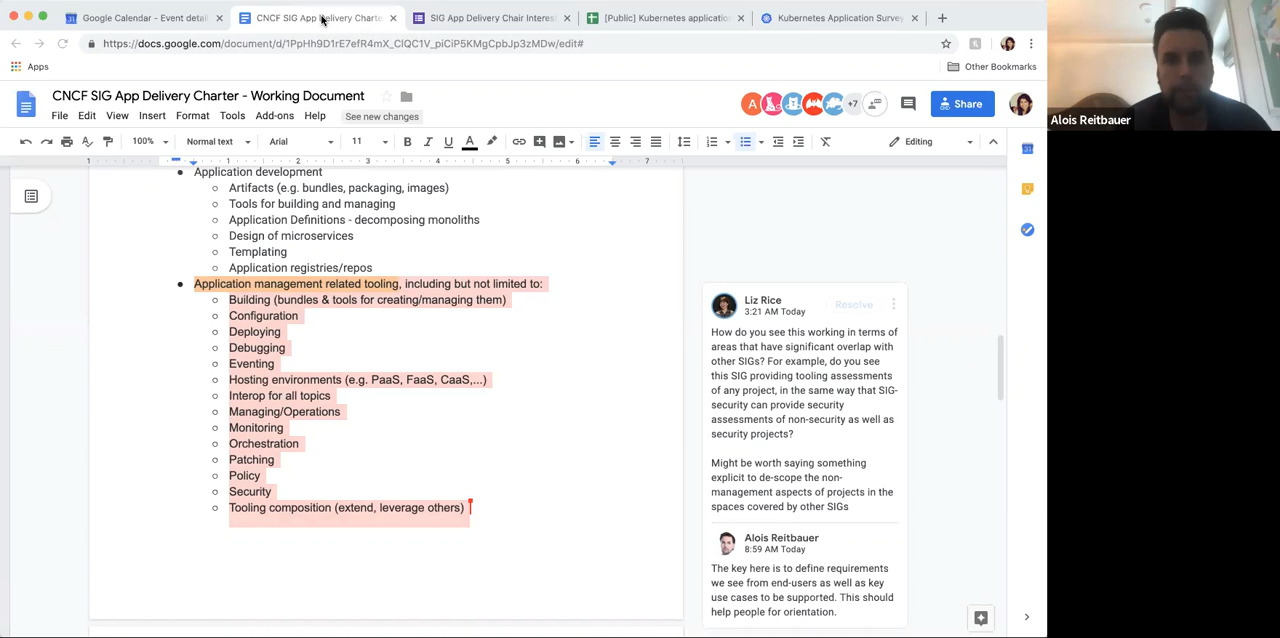 Google Calendar - Event detail
CNCF SIG App Delivery Charte
SIG App Delivery Chair Interes
[Public] Kubernetes applicatio
Kubernetes Application Survey
https://docs.google.com/document/d/1PpHh9D1rE7efR4mX_ClQC1V_piCiP5KMgCpbJp3zMDw/edit#
Apps
Other Bookmarks
CNCF SIG App Delivery Charter - Working Document
File Edit View Insert Format Tools Add-ons Help
See new changes
A
+7
Share
100%
Normal text
Arial
11
B I U A
Editing
1 1 2 3 4 5 6 7
Application development
Artifacts (e.g. bundles, packaging, images)
Tools for building and managing
Application Definitions - decomposing monoliths
Design of microservices
Templating
Application registries/repos
Application management related tooling, including but not limited to:
Building (bundles & tools for creating/managing them)
Configuration
Deploying
Debugging
Eventing
Hosting environments (e.g. PaaS, FaaS, CaaS,...)
Interop for all topics
Managing/Operations
Monitoring
Orchestration
Patching
Policy
Security
Tooling composition (extend, leverage others)
Liz Rice
3:21 AM Today
Resolve
How do you see this working in terms of
areas that have significant overlap with
other SIGs? For example, do you see
this SIG providing tooling assessments
of any project, in the same way that SIG-
security can provide security
assessments of non-security as well as
security projects?
Might be worth saying something
explicit to de-scope the non-
management aspects of projects in the
spaces covered by other SIGs
Alois Reitbauer
8:59 AM Today
The key here is to define requirements
we see from end-users as well as key
use cases to be supported. This should
help people for orientation.
Alois Reitbauer